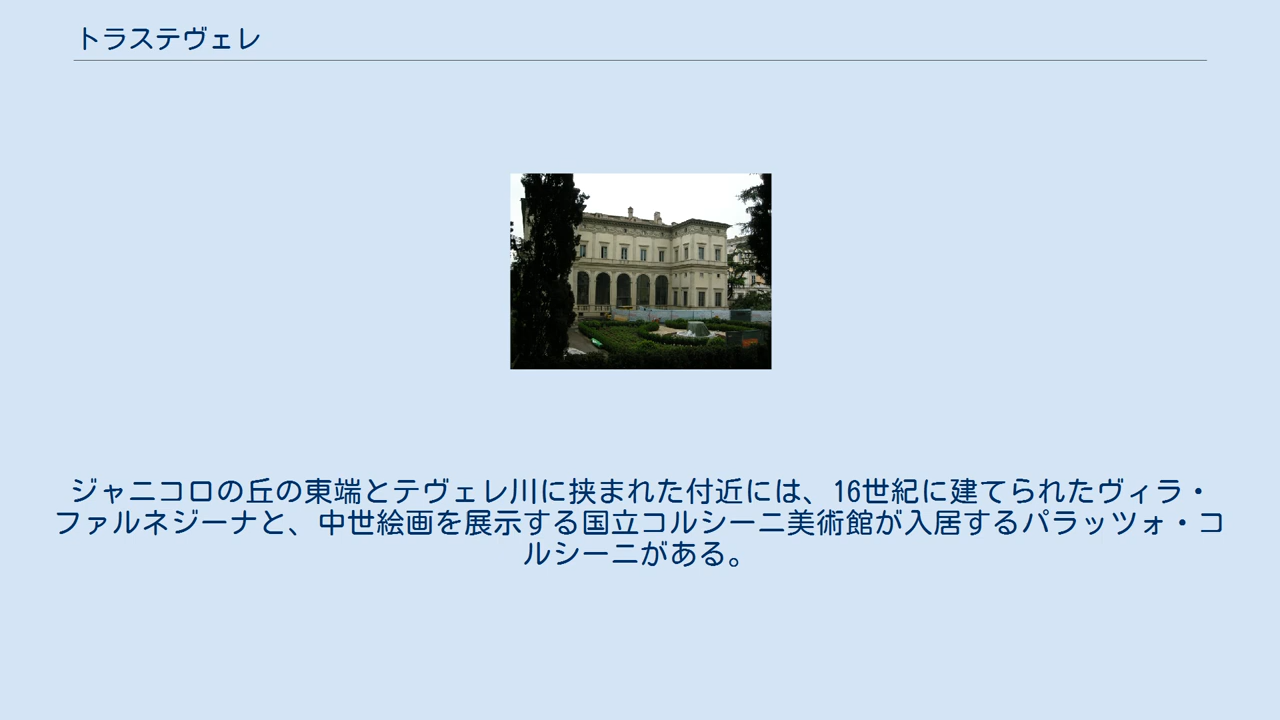 トラステヴェレ
ジャニコロの丘の東端とテヴェレ川に挟まれた付近には、16世紀に建てられたヴィラ・
ファルネジーナと、中世絵画を展示する国立コルシーニ美術館が入居するパラッツォ・コ
ルシーニがある。